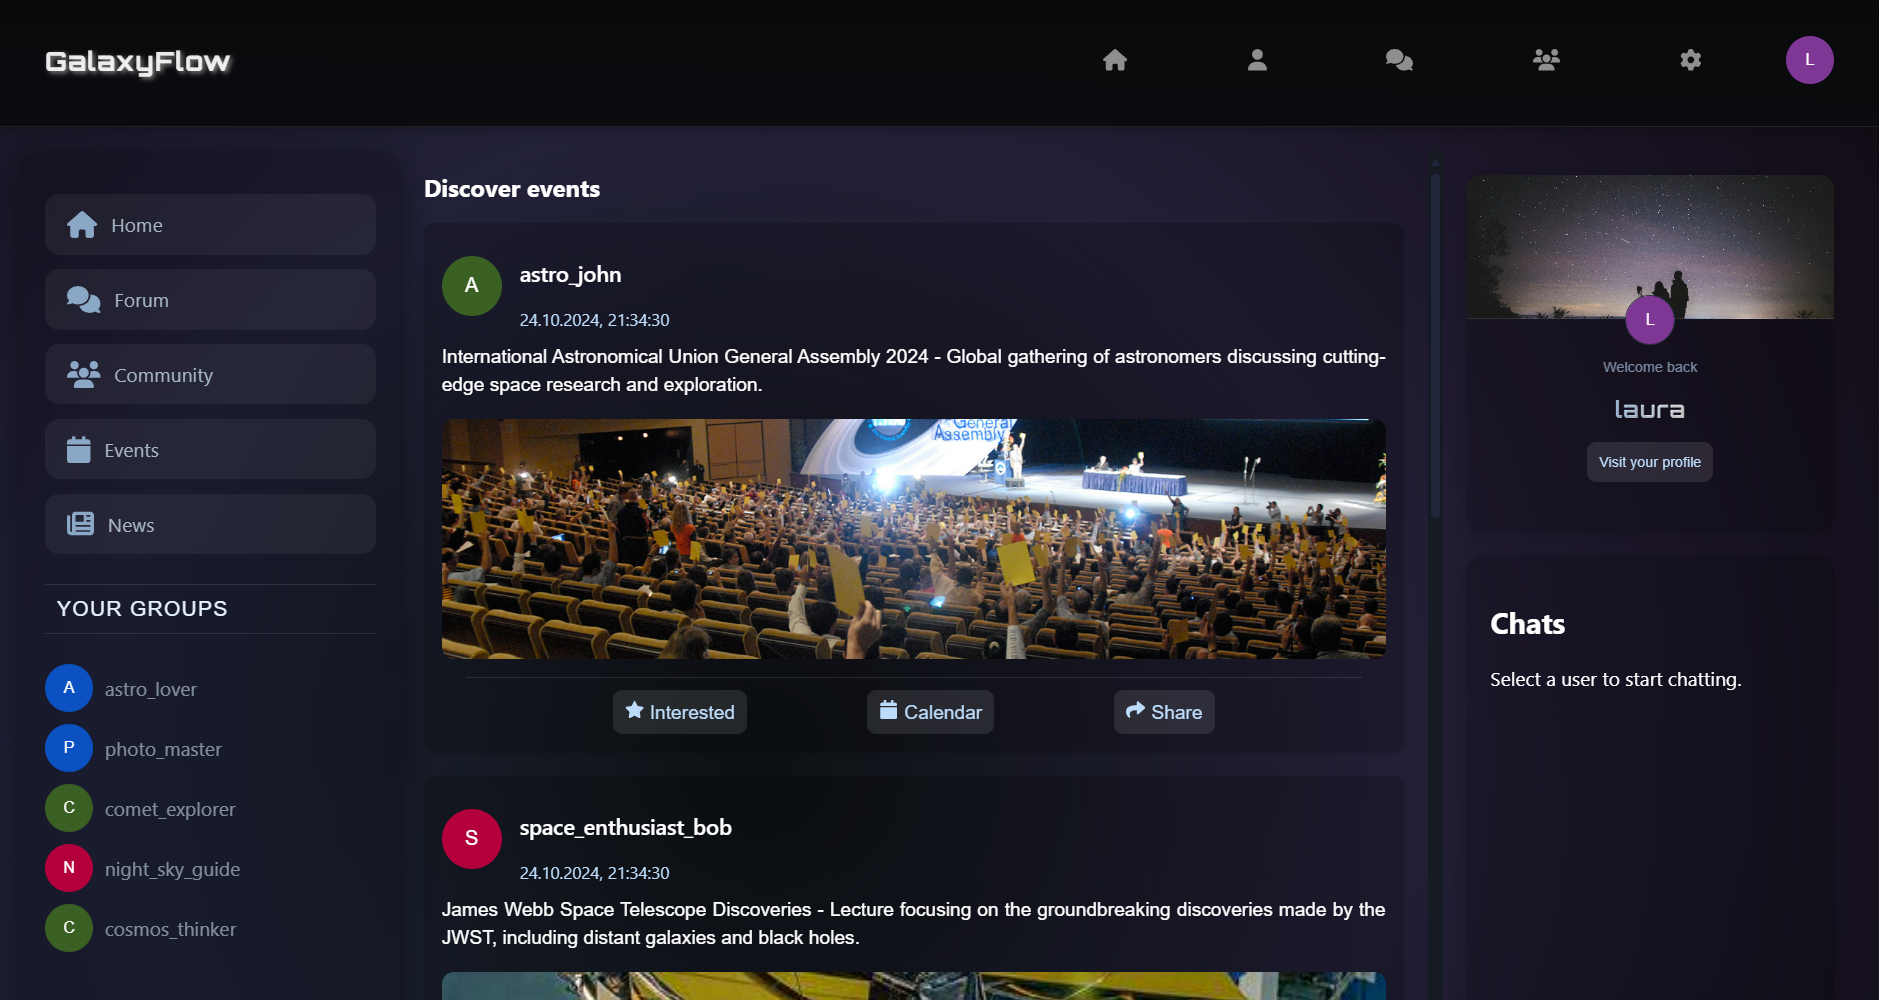 GalaxyFlow
L
Home
Forum
Community
Events
News
YOUR GROUPS
A
astro_lover
P
photo_master
C
comet_explorer
N
night_sky_guide
C
cosmos_thinker
Discover events
A
astro_john
24.10.2024, 21:34:30
International Astronomical Union General Assembly 2024 - Global gathering of astronomers discussing cutting-
edge space research and exploration.
General
Assembly
Interested
Calendar
Share
S
space_enthusiast_bob
24.10.2024, 21:34:30
James Webb Space Telescope Discoveries - Lecture focusing on the groundbreaking discoveries made by the
JWST, including distant galaxies and black holes.
L
Welcome back
laura
Visit your profile
Chats
Select a user to start chatting.